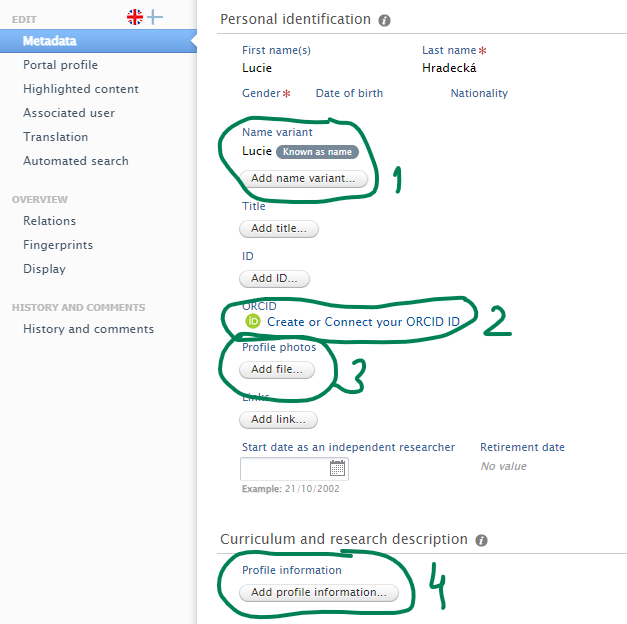 EDIT
Metadata
Portal profile
Highlighted content
Associated user
Translation
Automated search
OVERVIEW
Relations
Fingerprints
Display
HISTORY AND COMMENTS
History and comments
Personal identification
First name(s) Last name*
Lucie Hradecká
Gender* Date of birth Nationality
Name variant
Lucie Known as name
Add name variant...
1
Title
Add title...
ID
Add ID...
ORCID
iD Create or Connect your ORCID ID
2
Profile photos
Add file...
3
Links
Add link...
Start date as an independent researcher Retirement date
No value
Example: 21/10/2002
Curriculum and research description
Profile information
Add profile information...
4